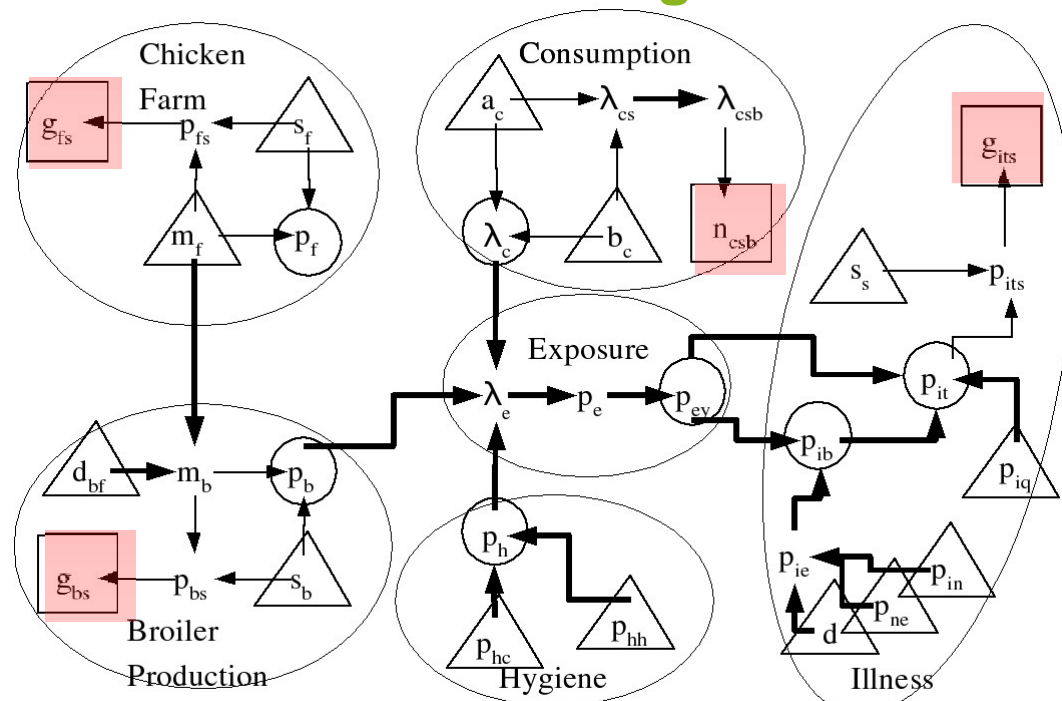 Chicken
Farm
g_fs
p_fs
s_f
m_f
p_f
Consumption
a_c
λ_cs
λ_csb
λ_c
b_c
n_csb
g_its
s_s
p_its
Exposure
λ_e
p_e
p_ev
p_it
p_ib
p_iq
d_bf
m_b
p_b
g_bs
p_bs
s_b
Broiler
Production
p_h
p_hc
p_hh
Hygiene
p_ie
p_in
p_ne
d
Illness